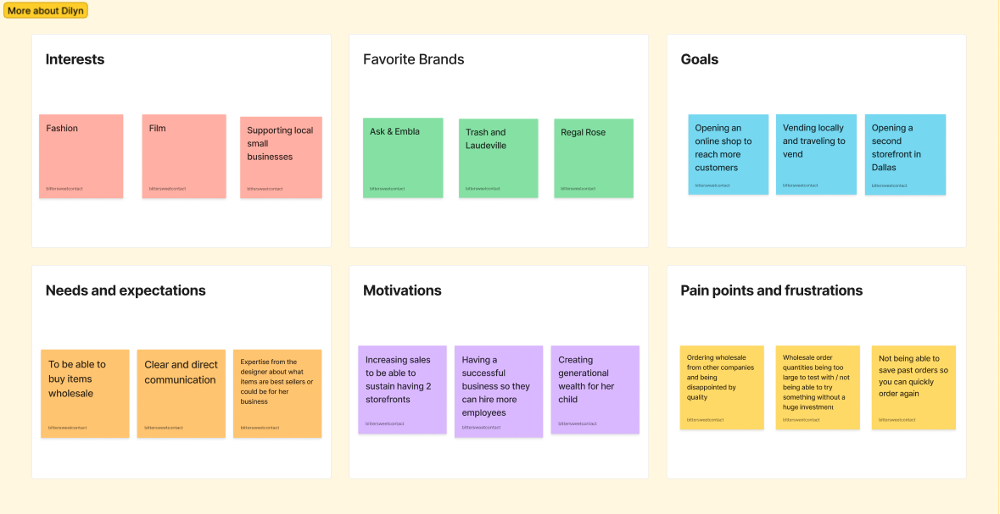 More about Dilyn
Interests
Fashion
bittersweetcontact
Film
bittersweetcontact
Supporting local
small
businesses
bittersweetcontact
Favorite Brands
Ask & Embla
bittersweetcontact
Trash and
Laudeville
bittersweetcontact
Regal Rose
bittersweetcontact
Goals
Opening an
online shop to
reach more
customers
bittersweetcontact
Vending locally
and traveling to
vend
bittersweetcontact
Opening a
second
storefront in
Dallas
bittersweetcontact
Needs and expectations
To be able to
buy items
wholesale
bittersweetcontact
Clear and direct
communication
bittersweetcontact
Expertise from the
designer about what
items are best sellers or
could be for her
business
bittersweetcontact
Motivations
Increasing sales
to be able to
sustain having 2
storefronts
bittersweetcontact
Having a
successful
business so they
can hire more
employees
bittersweetcontact
Creating
generational
wealth for her
child
bittersweetcontact
Pain points and frustrations
Ordering wholesale
from other companies
and being
disappointed by
quality
bittersweetcontact
Wholesale order
quantities being too
large to test with / not
being able to try
something without a
huge investment
bittersweetcontact
Not being able to
save past orders so
you can quickly
order again
bittersweetcontact